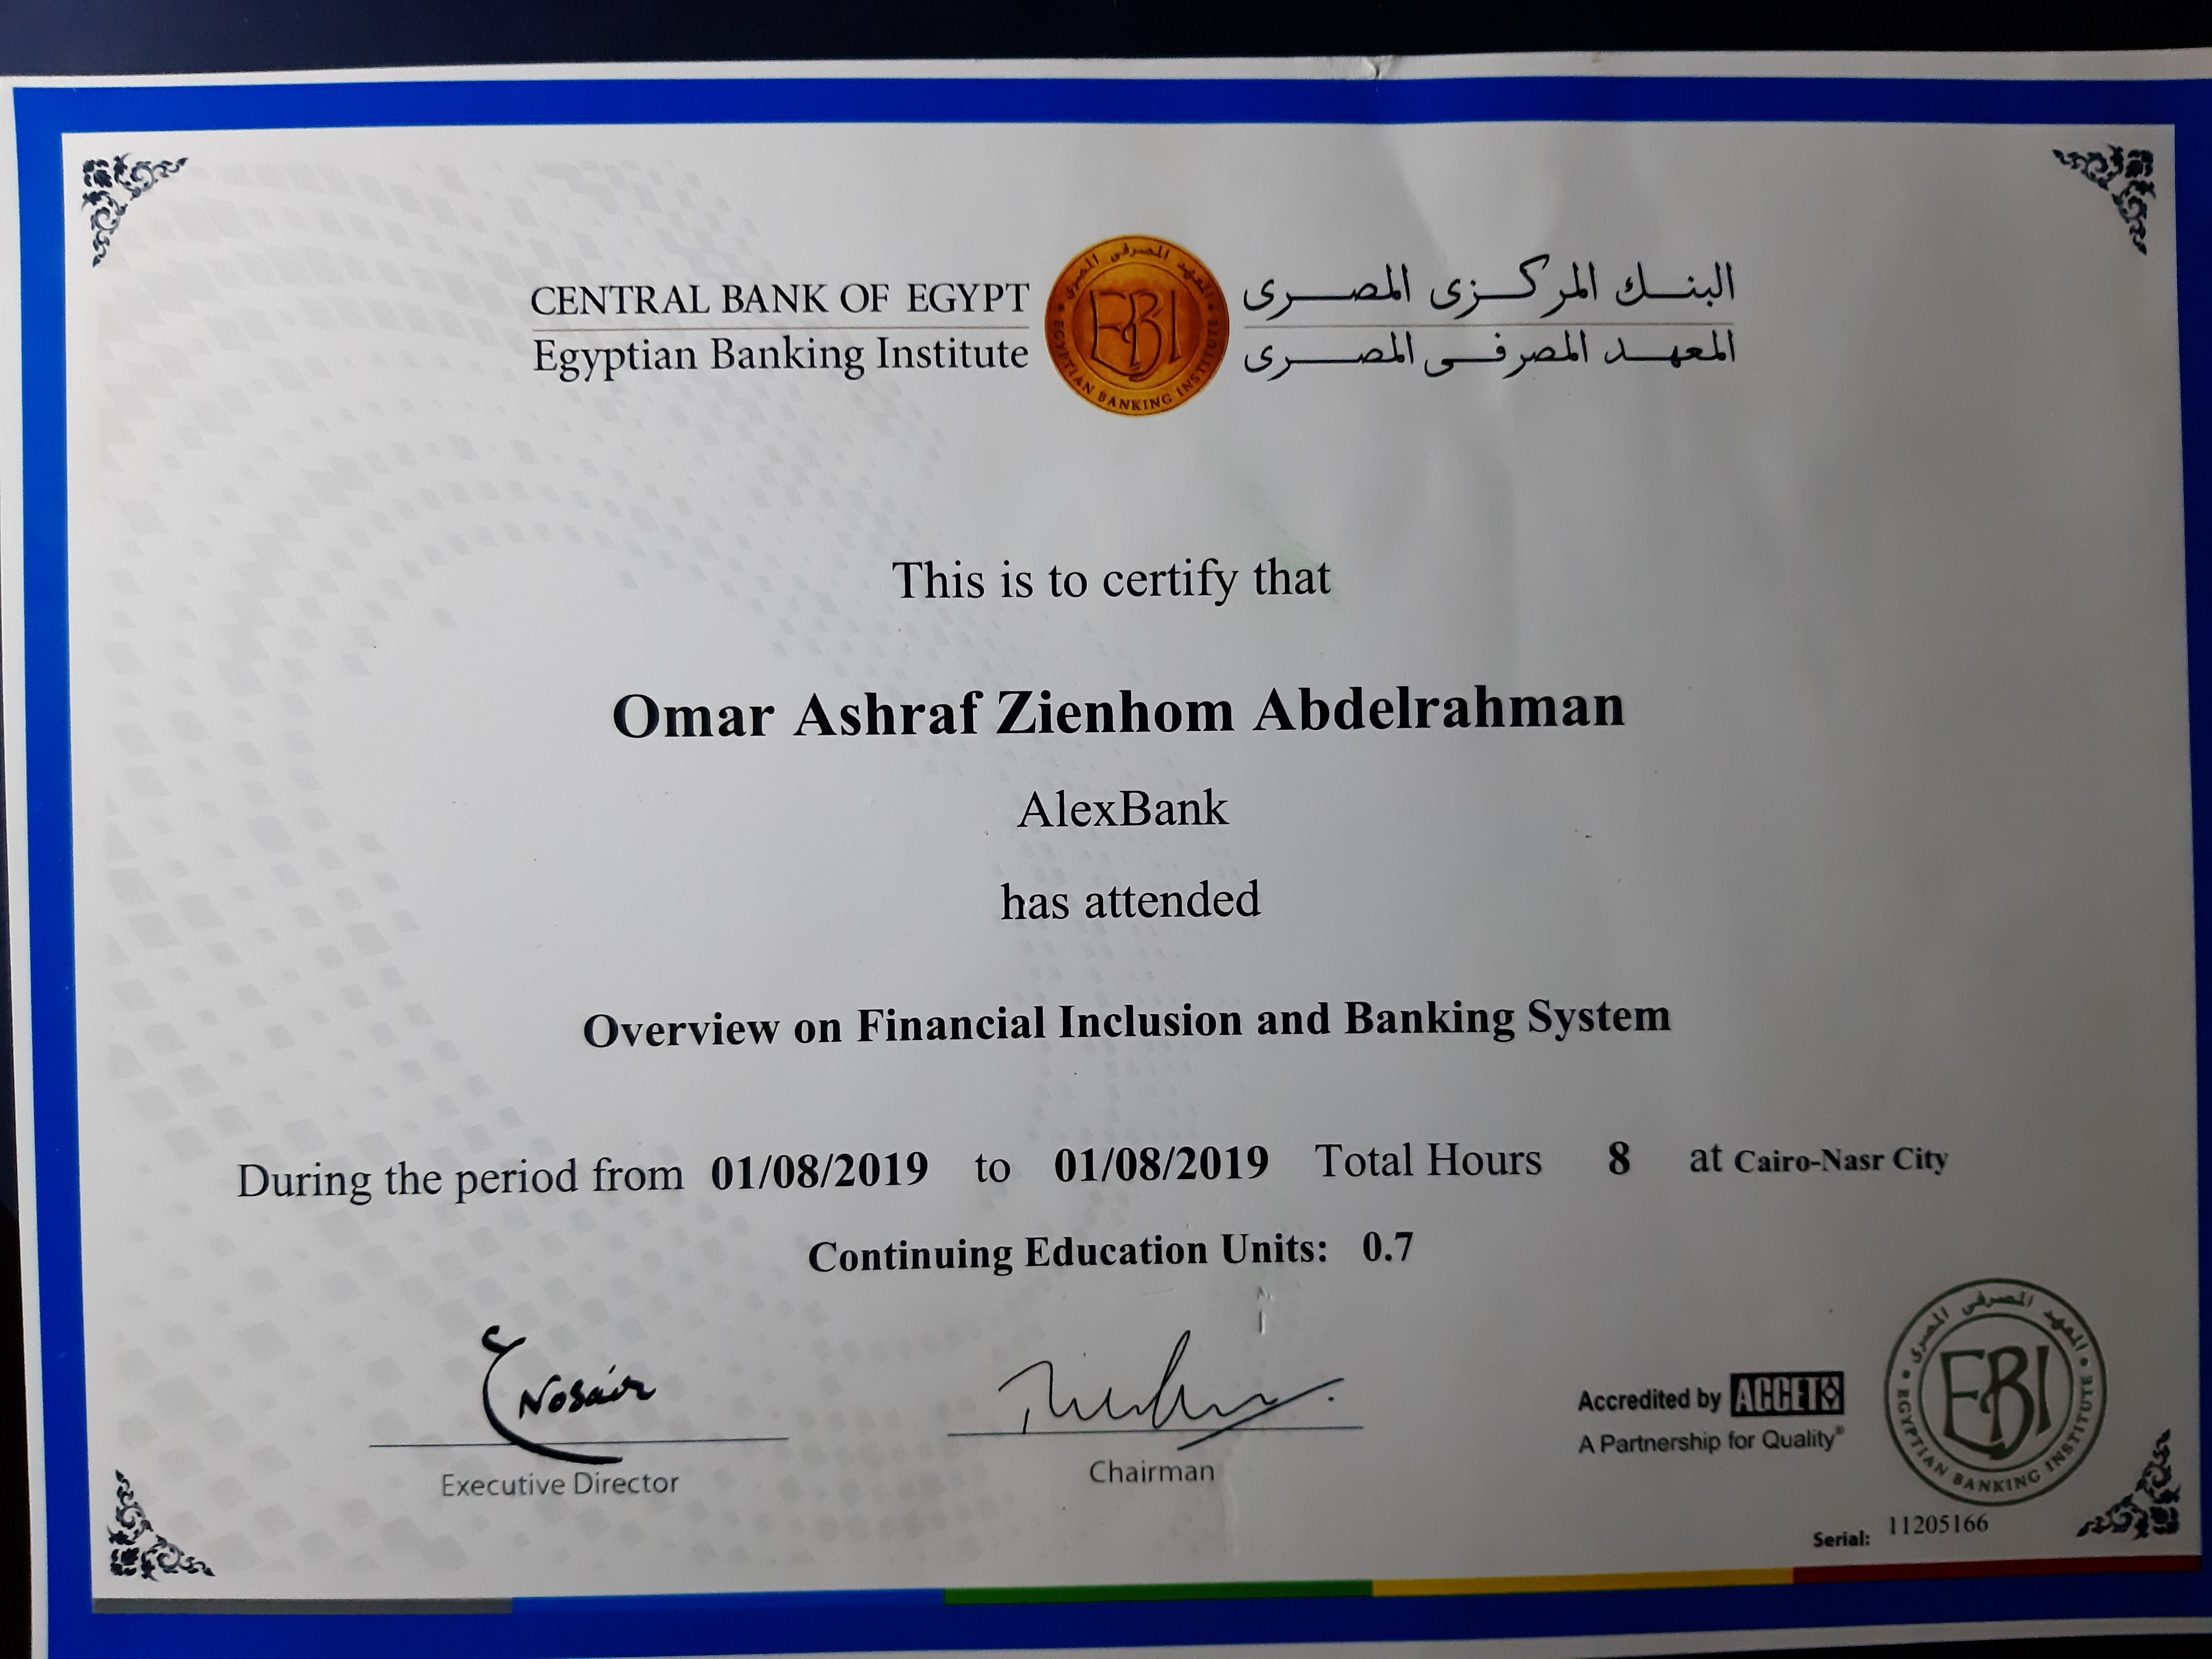 CENTRAL BANK OF EGYPT
Egyptian Banking Institute
المعهد المصرفى المصرى
EBI
EGYPTIAN BANKING INSTITUTE
البنك المركزى المصرى
المعهد المصرفى المصرى
This is to certify that
Omar Ashraf Zienhom Abdelrahman
AlexBank
has attended
Overview on Financial Inclusion and Banking System
During the period from 01/08/2019 to 01/08/2019 Total Hours 8 at Cairo-Nasr City
Continuing Education Units: 0.7
Nosair
Executive Director
Chairman
Accredited by ACCET
A Partnership for Quality®
المعهد المصرفى المصرى
EBI
EGYPTIAN BANKING INSTITUTE
Serial: 11205166